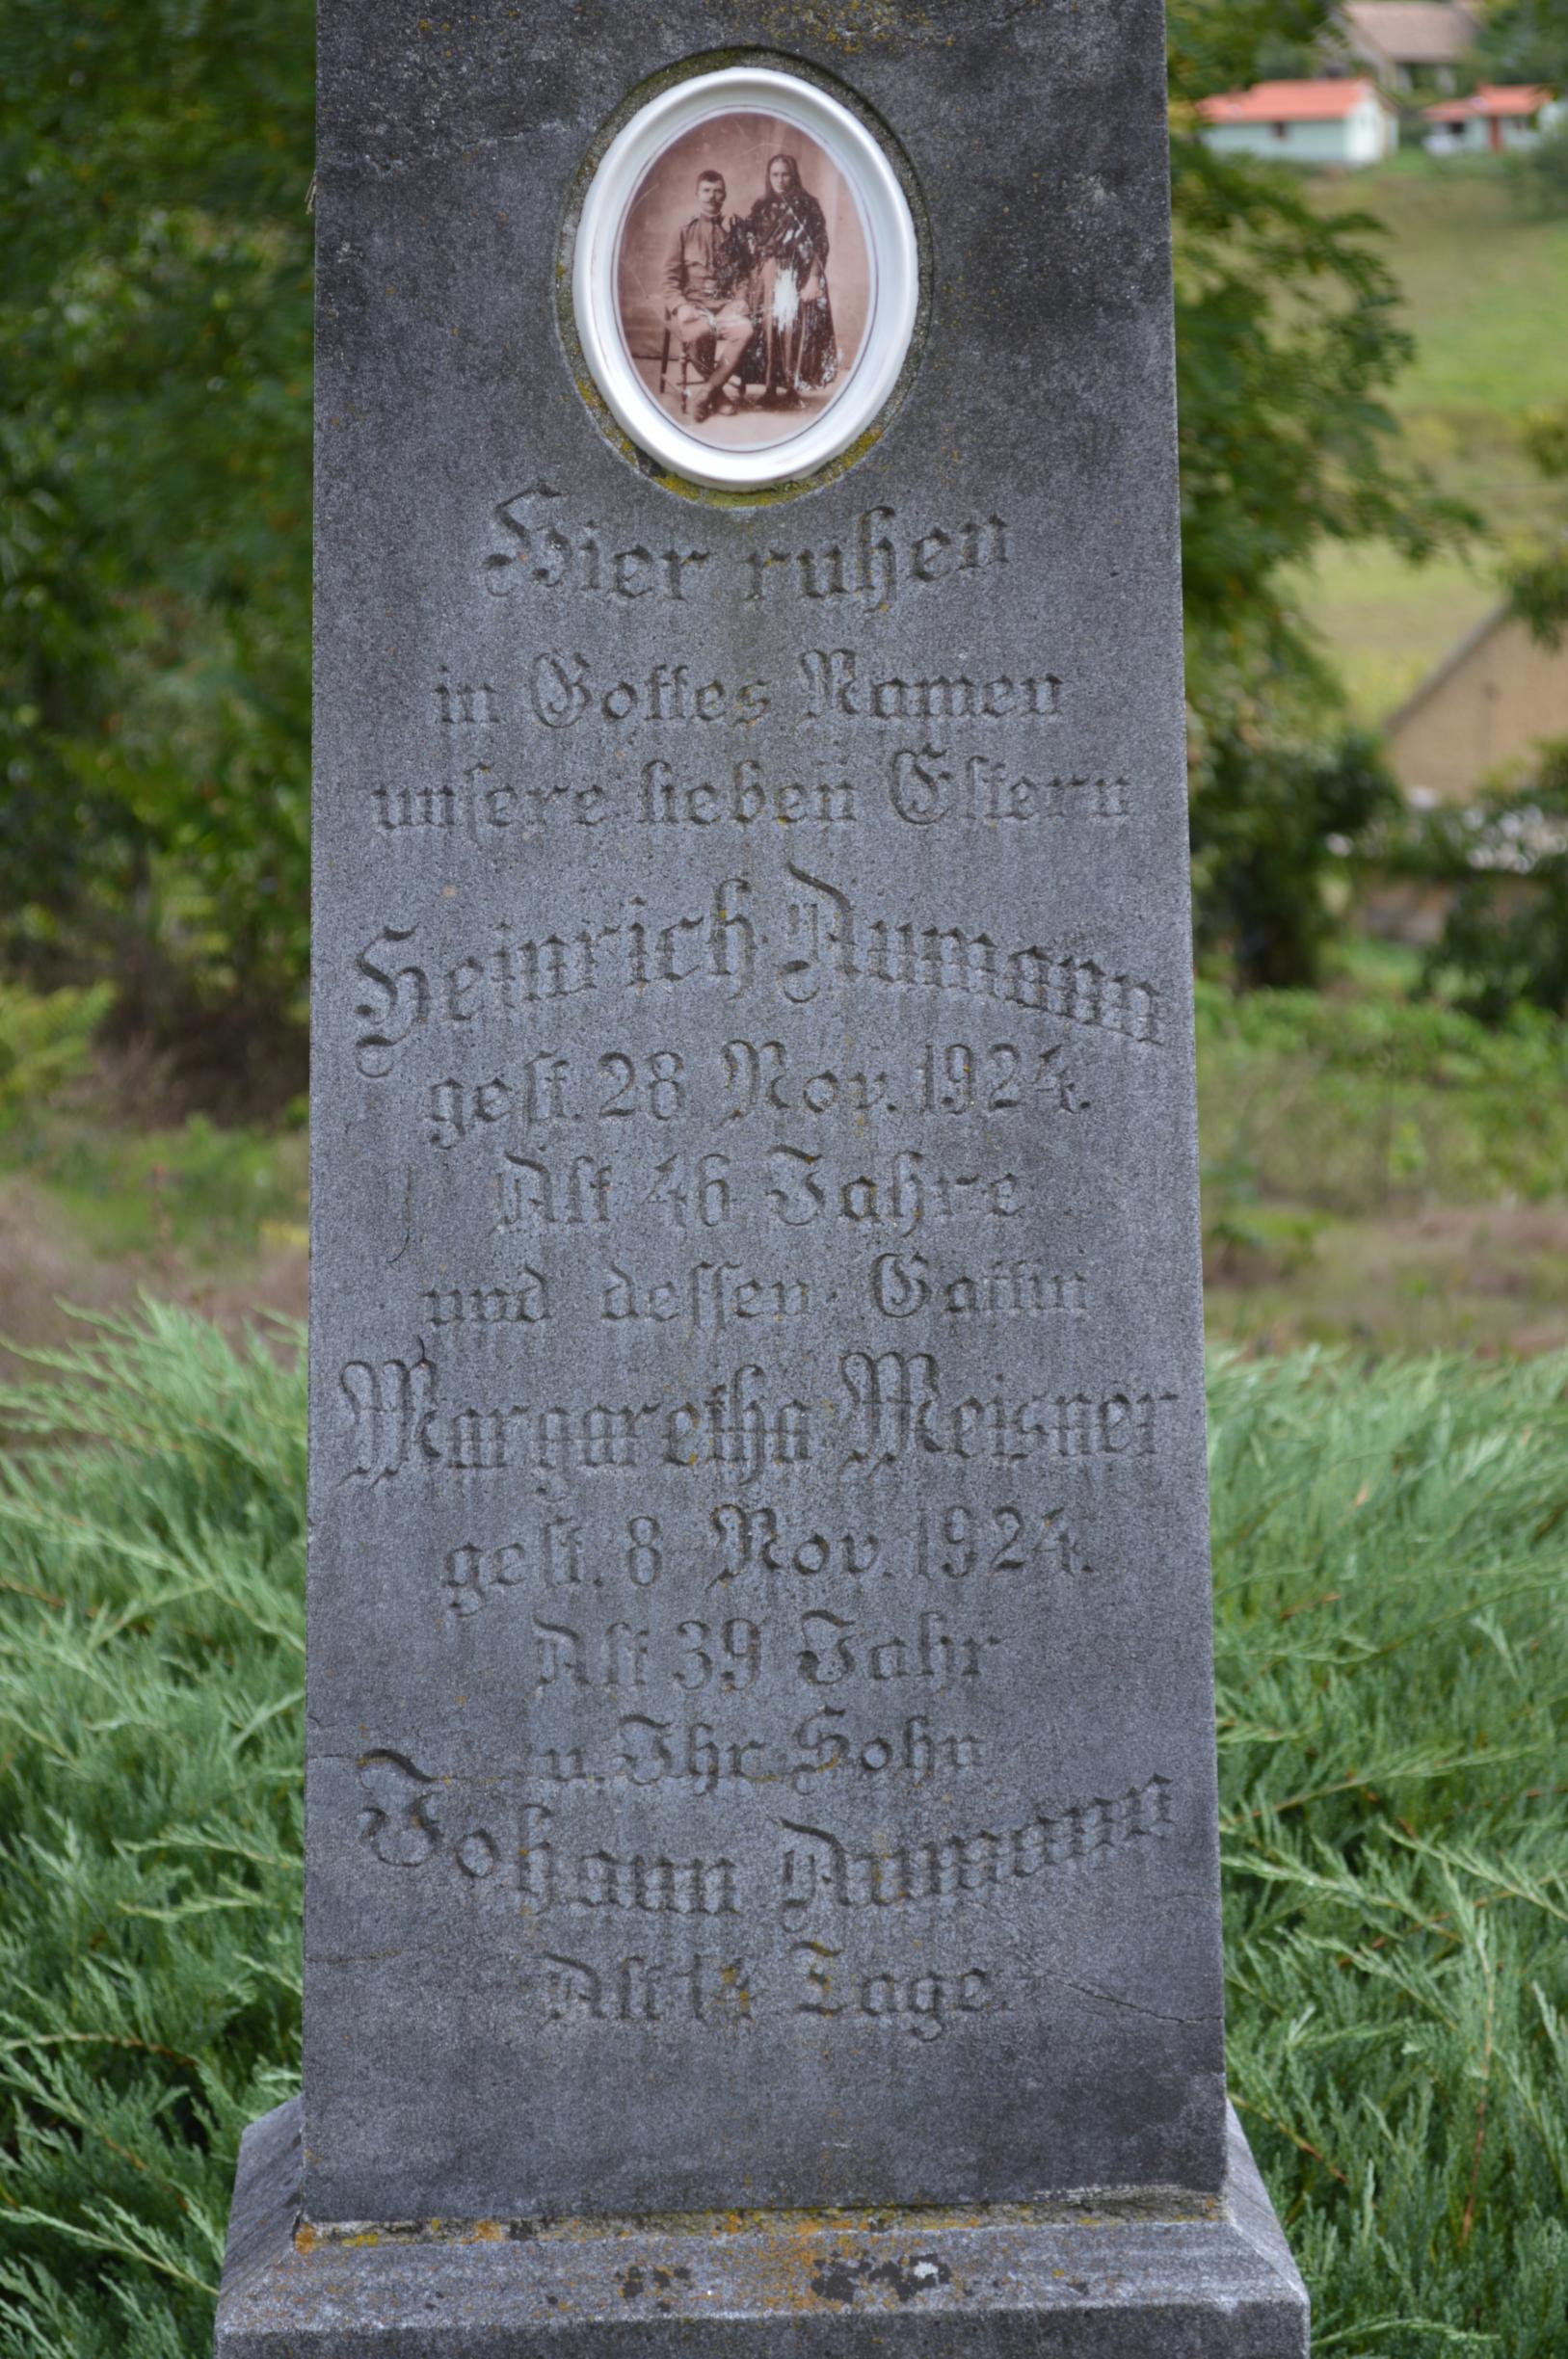 Hier ruhen
in Gottes Namen
unsere lieben Eltern
Heinrich Aumann
gest. 28 Nov. 1924.
Alt 46 Jahre
und dessen Gattin
Margaretha Meisner
gest. 8 Nov. 1924.
Alt 39 Jahr
u. Ihr Sohn
Johann Aumann
Alt 14 Tage.